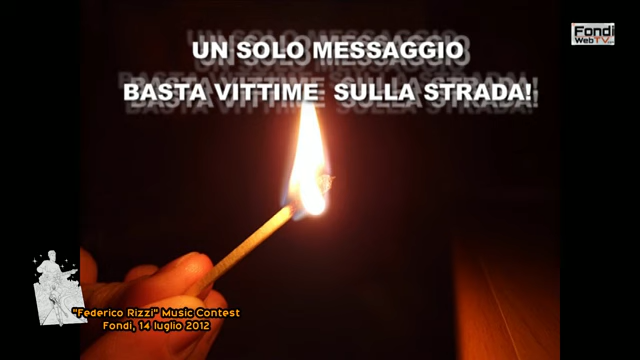 UN SOLO MESSAGGIO
BASTA VITTIME SULLA STRADA!
Fondi
WebTV
"Federico Rizzi" Music Contest
Fondi, 14 luglio 2012